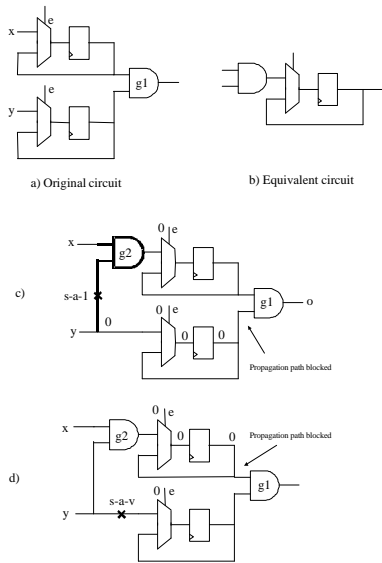 e
x
g1
e
y
a) Original circuit
b) Equivalent circuit
0 e
x
g2
c)
s-a-1
g1
o
0 e
y
0
0
0
Propagation path blocked
0 e
x
g2
0
0
Propagation path blocked
d)
g1
0 e
s-a-v
y